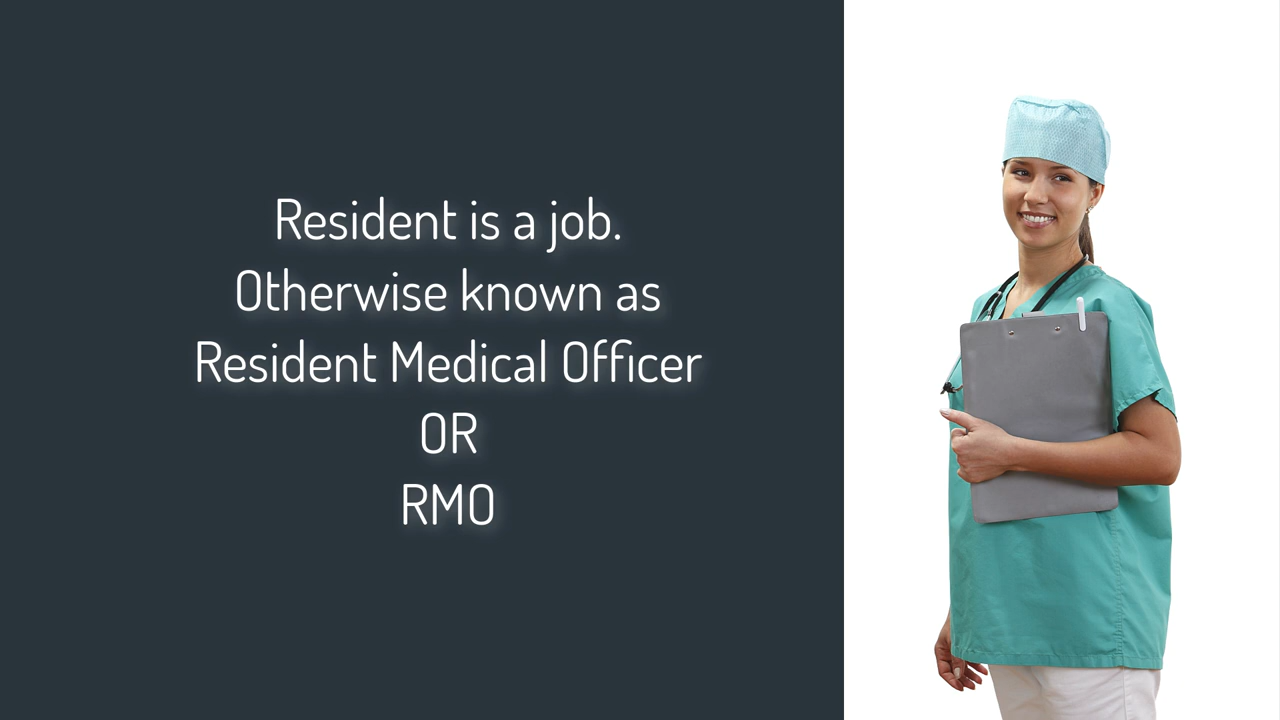 Resident is a job.
Otherwise known as
Resident Medical Officer
OR
RMO